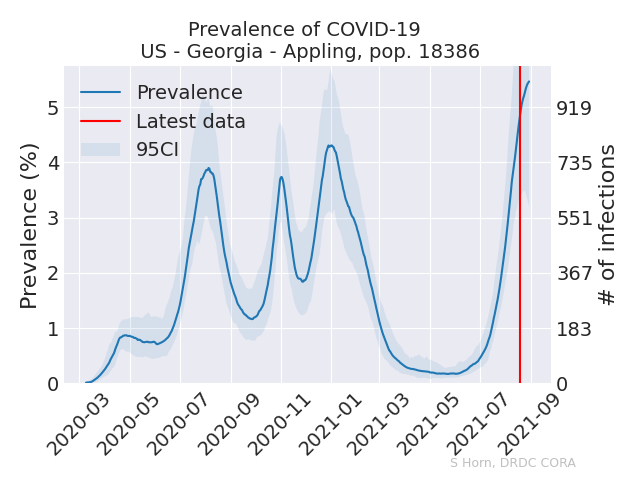 Prevalence of COVID-19
US - Georgia - Appling, pop. 18386
Prevalence
Latest data
95CI
Prevalence (%)
5
4
3
2
1
0
919
735
551
367
183
0
# of infections
2020-03
2020-05
2020-07
2020-09
2020-11
2021-01
2021-03
2021-05
2021-07
2021-09
S Horn, DRDC CORA